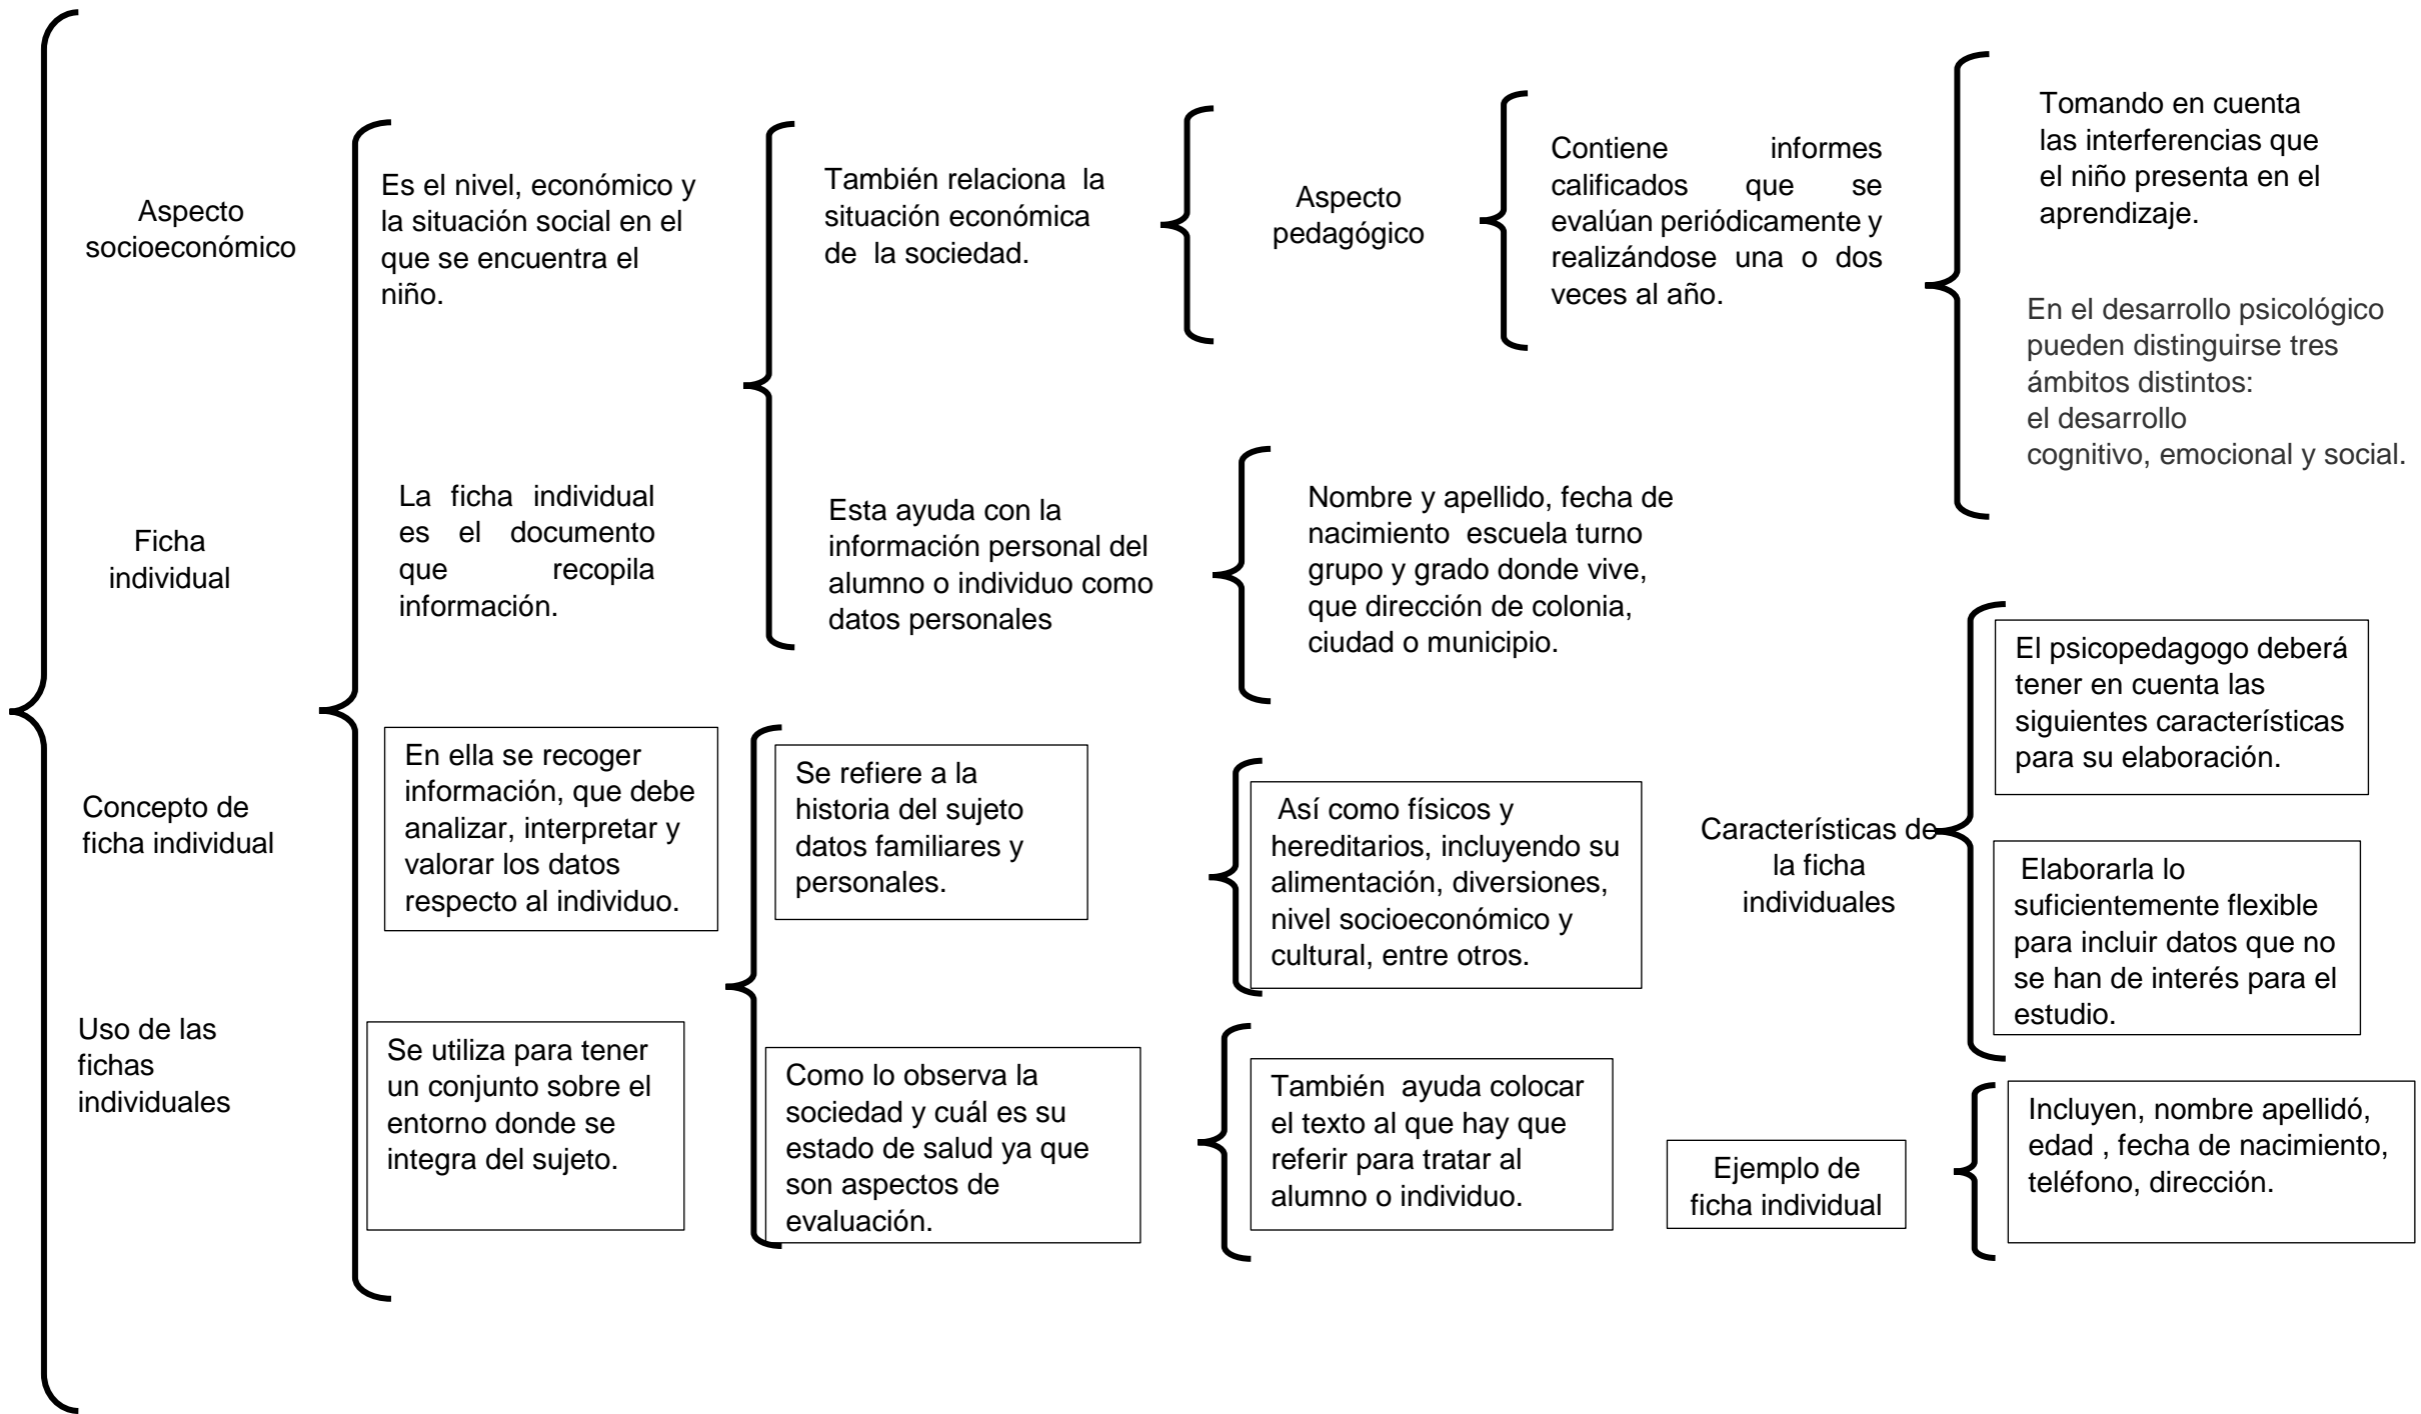 Aspecto
socioeconómico
Es el nivel, económico y
la situación social en el
que se encuentra el
niño.
También relaciona la
situación económica
de la sociedad.
Aspecto
pedagógico
Contiene informes
calificados que se
evalúan periódicamente y
realizándose una o dos
veces al año.
Tomando en cuenta
las interferencias que
el niño presenta en el
aprendizaje.
En el desarrollo psicológico
pueden distinguirse tres
ámbitos distintos:
el desarrollo
cognitivo, emocional y social.
Ficha
individual
La ficha individual
es el documento
que recopila
información.
Esta ayuda con la
información personal del
alumno o individuo como
datos personales
Nombre y apellido, fecha de
nacimiento escuela turno
grupo y grado donde vive,
que dirección de colonia,
ciudad o municipio.
Concepto de
ficha individual
En ella se recoger
información, que debe
analizar, interpretar y
valorar los datos
respecto al individuo.
Se refiere a la
historia del sujeto
datos familiares y
personales.
Así como físicos y
hereditarios, incluyendo su
alimentación, diversiones,
nivel socioeconómico y
cultural, entre otros.
Características de
la ficha
individuales
El psicopedagogo deberá
tener en cuenta las
siguientes características
para su elaboración.
Elaborarla lo
suficientemente flexible
para incluir datos que no
se han de interés para el
estudio.
Uso de las
fichas
individuales
Se utiliza para tener
un conjunto sobre el
entorno donde se
integra del sujeto.
Como lo observa la
sociedad y cuál es su
estado de salud ya que
son aspectos de
evaluación.
También ayuda colocar
el texto al que hay que
referir para tratar al
alumno o individuo.
Ejemplo de
ficha individual
Incluyen, nombre apellidó,
edad , fecha de nacimiento,
teléfono, dirección.